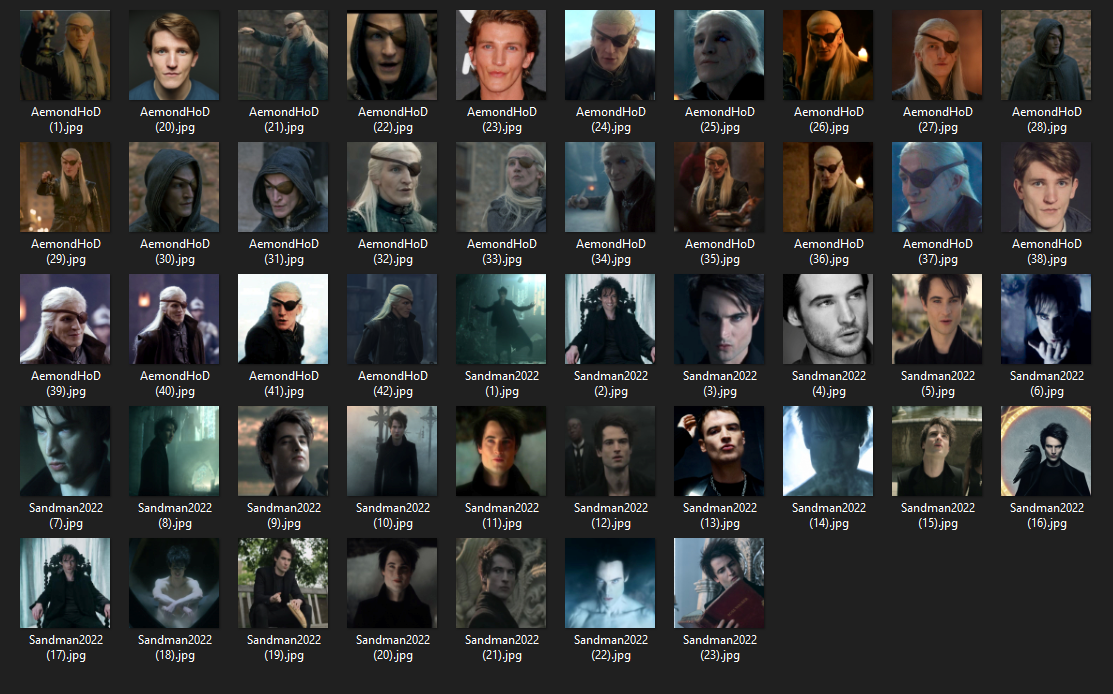 AemondHoD
(1).jpg
AemondHoD
(20).jpg
AemondHoD
(21).jpg
AemondHoD
(22).jpg
AemondHoD
(23).jpg
AemondHoD
(24).jpg
AemondHoD
(25).jpg
AemondHoD
(26).jpg
AemondHoD
(27).jpg
AemondHoD
(28).jpg
AemondHoD
(29).jpg
AemondHoD
(30).jpg
AemondHoD
(31).jpg
AemondHoD
(32).jpg
AemondHoD
(33).jpg
AemondHoD
(34).jpg
AemondHoD
(35).jpg
AemondHoD
(36).jpg
AemondHoD
(37).jpg
AemondHoD
(38).jpg
AemondHoD
(39).jpg
AemondHoD
(40).jpg
AemondHoD
(41).jpg
AemondHoD
(42).jpg
Sandman2022
(1).jpg
Sandman2022
(2).jpg
Sandman2022
(3).jpg
Sandman2022
(4).jpg
Sandman2022
(5).jpg
Sandman2022
(6).jpg
Sandman2022
(7).jpg
Sandman2022
(8).jpg
Sandman2022
(9).jpg
Sandman2022
(10).jpg
Sandman2022
(11).jpg
Sandman2022
(12).jpg
Sandman2022
(13).jpg
Sandman2022
(14).jpg
Sandman2022
(15).jpg
Sandman2022
(16).jpg
Sandman2022
(17).jpg
Sandman2022
(18).jpg
Sandman2022
(19).jpg
Sandman2022
(20).jpg
Sandman2022
(21).jpg
Sandman2022
(22).jpg
Sandman2022
(23).jpg